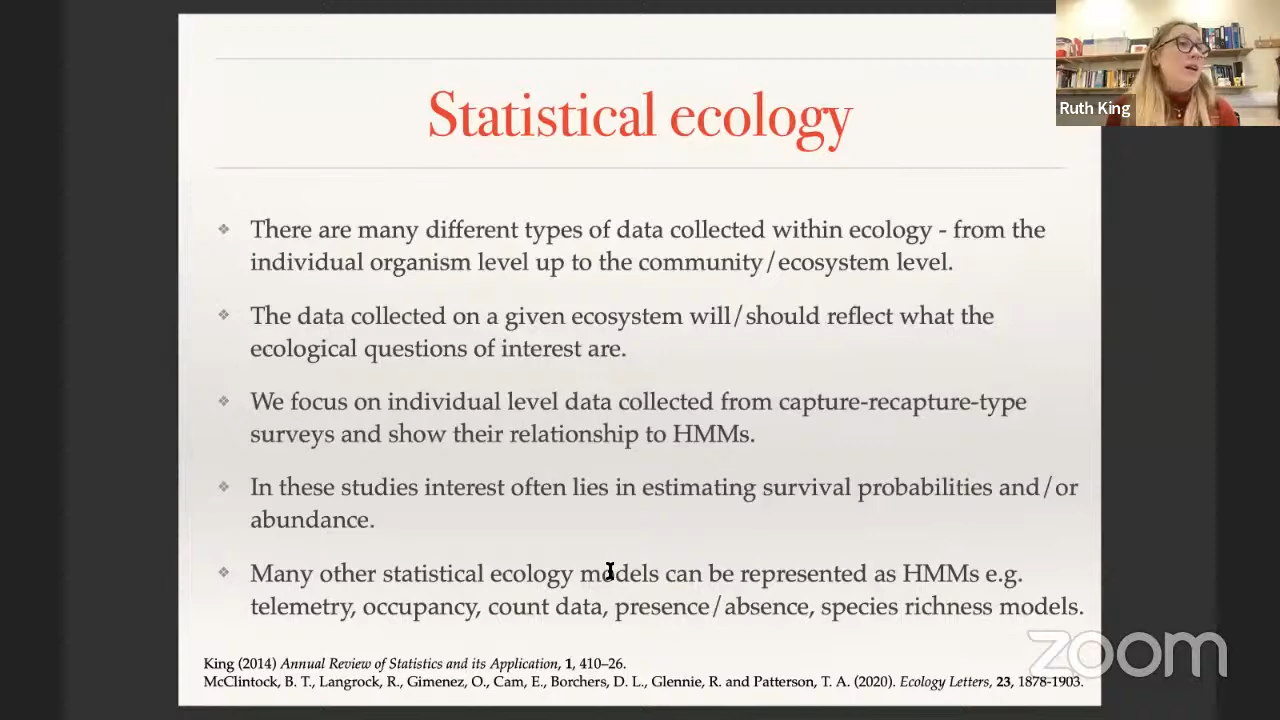 Statistical ecology
Ruth King
❖ There are many different types of data collected within ecology - from the
individual organism level up to the community/ecosystem level.
❖ The data collected on a given ecosystem will/should reflect what the
ecological questions of interest are.
❖ We focus on individual level data collected from capture-recapture-type
surveys and show their relationship to HMMs.
❖ In these studies interest often lies in estimating survival probabilities and/or
abundance.
❖ Many other statistical ecology models can be represented as HMMs e.g.
telemetry, occupancy, count data, presence/absence, species richness models.
King (2014) Annual Review of Statistics and its Application, 1, 410–26.
McClintock, B. T., Langrock, R., Gimenez, O., Cam, E., Borchers, D. L., Glennie, R. and Patterson, T. A. (2020). Ecology Letters, 23, 1878-1903.
zoom